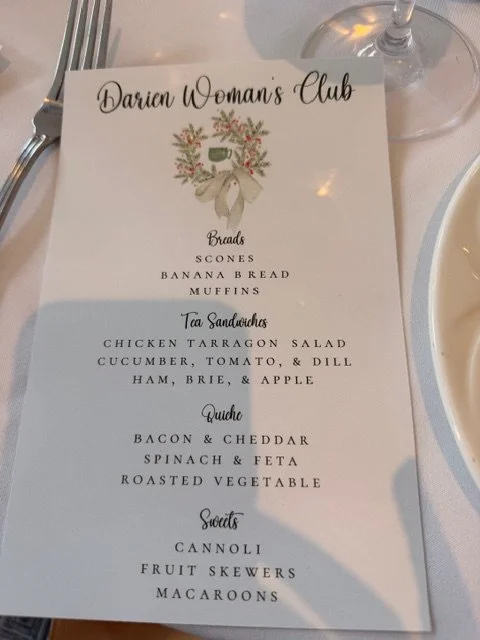 Darien Woman's Club
Breads
SCONES
BANANA BREAD
MUFFINS
Tea Sandwiches
CHICKEN TARRAGON SALAD
CUCUMBER, TOMATO, & DILL
HAM, BRIE, & APPLE
Quiche
BACON & CHEDDAR
SPINACH & FETA
ROASTED VEGETABLE
Sweets
CANNOLI
FRUIT SKEWERS
MACAROONS